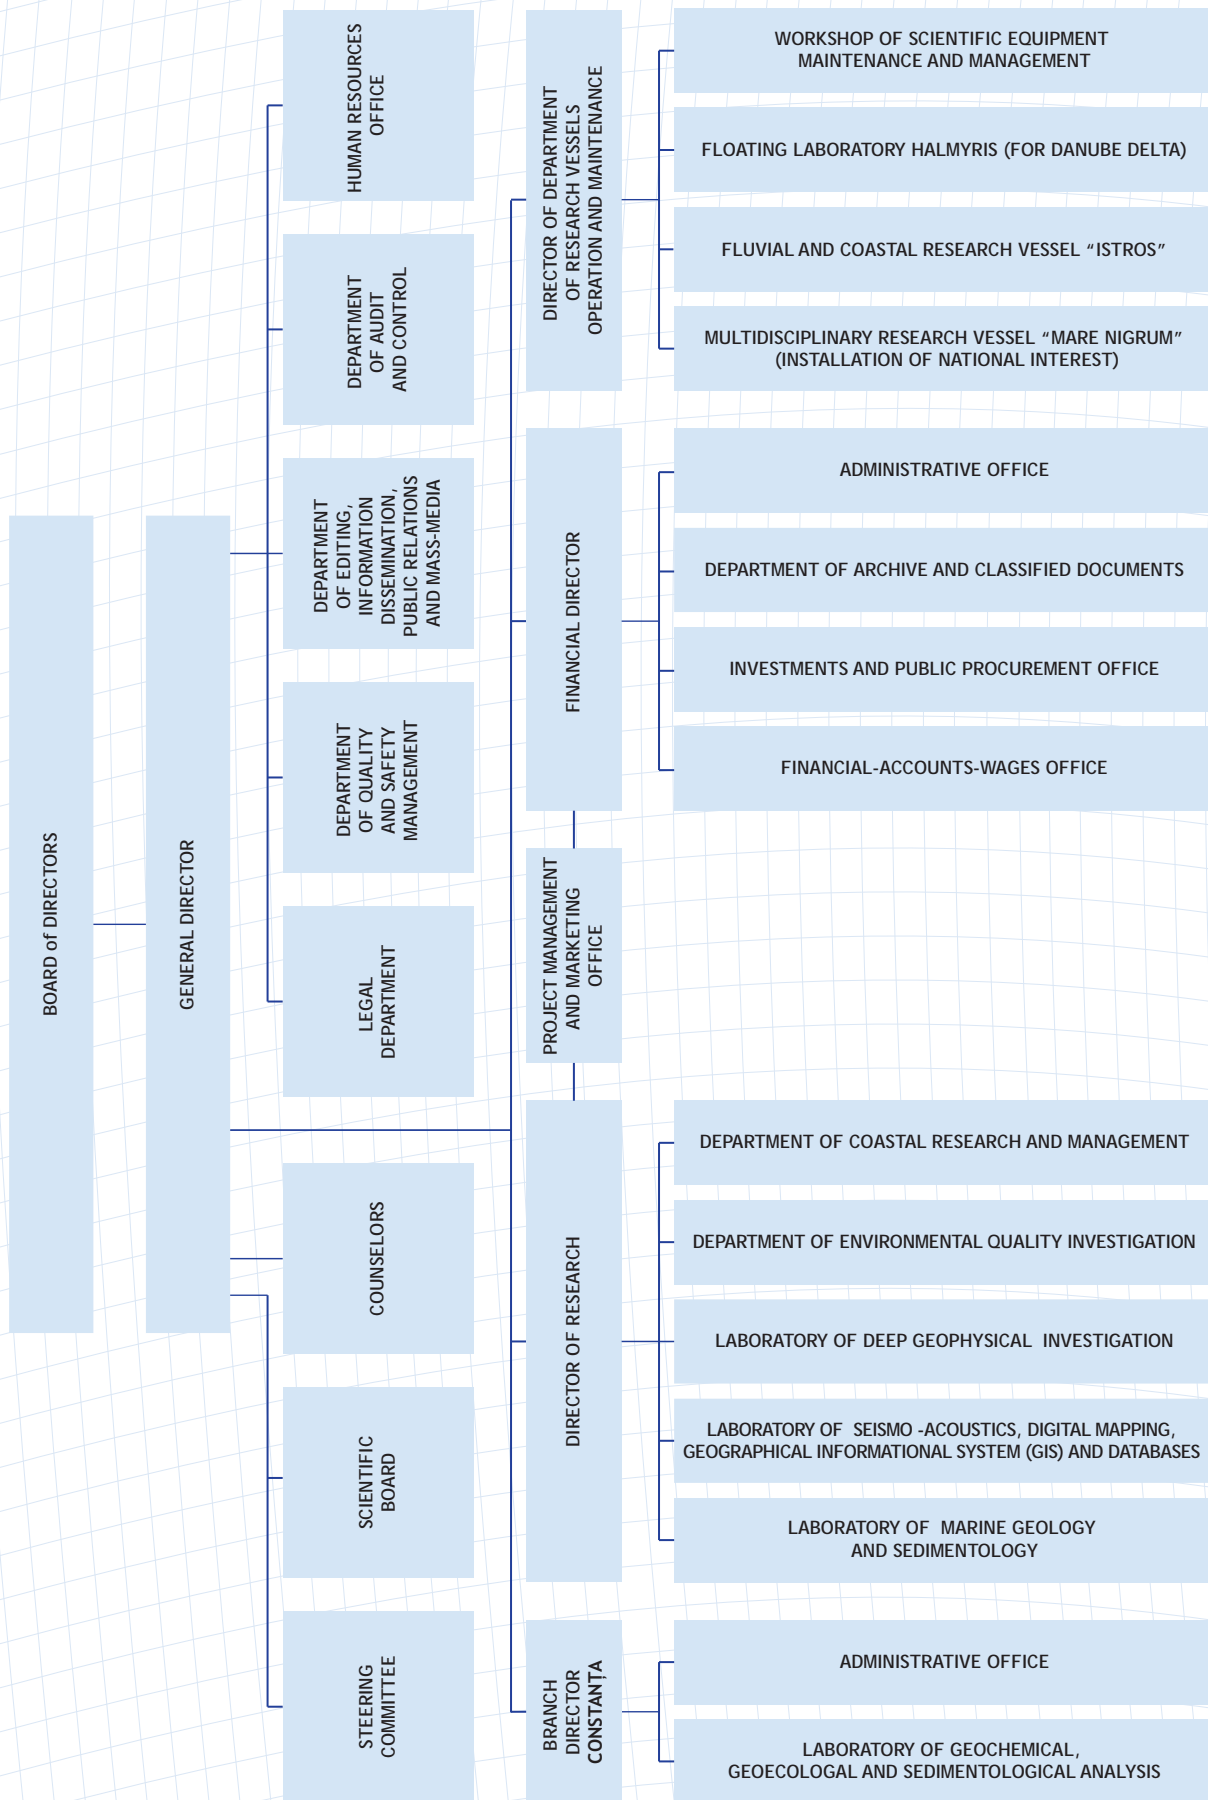 BOARD of DIRECTORS
GENERAL DIRECTOR
HUMAN RESOURCES
OFFICE
DEPARTMENT
OF AUDIT
AND CONTROL
DEPARTMENT
OF EDITING,
INFORMATION
DISSEMINATION,
PUBLIC RELATIONS
AND MASS-MEDIA
DEPARTMENT
OF QUALITY
AND SAFETY
MANAGEMENT
LEGAL
DEPARTMENT
COUNSELORS
SCIENTIFIC
BOARD
STEERING
COMMITTEE
DIRECTOR OF DEPARTMENT
OF RESEARCH VESSELS
OPERATION AND MAINTENANCE
WORKSHOP OF SCIENTIFIC EQUIPMENT
MAINTENANCE AND MANAGEMENT
FLOATING LABORATORY HALMYRIS (FOR DANUBE DELTA)
FLUVIAL AND COASTAL RESEARCH VESSEL “ISTROS”
MULTIDISCIPLINARY RESEARCH VESSEL “MARE NIGRUM”
(INSTALLATION OF NATIONAL INTEREST)
FINANCIAL DIRECTOR
ADMINISTRATIVE OFFICE
DEPARTMENT OF ARCHIVE AND CLASSIFIED DOCUMENTS
INVESTMENTS AND PUBLIC PROCUREMENT OFFICE
FINANCIAL-ACCOUNTS-WAGES OFFICE
PROJECT MANAGEMENT
AND MARKETING
OFFICE
DIRECTOR OF RESEARCH
DEPARTMENT OF COASTAL RESEARCH AND MANAGEMENT
DEPARTMENT OF ENVIRONMENTAL QUALITY INVESTIGATION
LABORATORY OF DEEP GEOPHYSICAL INVESTIGATION
LABORATORY OF SEISMO -ACOUSTICS, DIGITAL MAPPING,
GEOGRAPHICAL INFORMATIONAL SYSTEM (GIS) AND DATABASES
LABORATORY OF MARINE GEOLOGY
AND SEDIMENTOLOGY
BRANCH
DIRECTOR
CONSTANȚA
ADMINISTRATIVE OFFICE
LABORATORY OF GEOCHEMICAL,
GEOECOLOGAL AND SEDIMENTOLOGICAL ANALYSIS